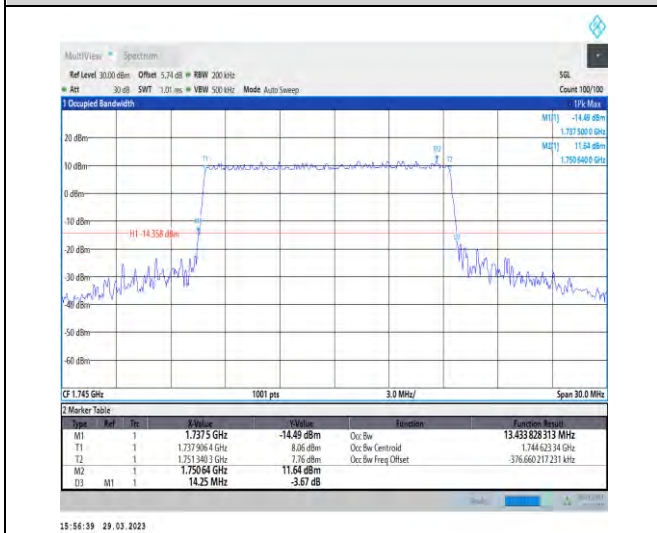 MultiView Spectrum
Ref Level 30.00 dBm Offset 5.74 dB RBW 200 kHz SGL
Att 30 dB SWT 1.01 ms VBW 500 kHz Mode Auto Sweep Count 100/100
1 Occupied Bandwidth 1Pk Max
M1[1] -14.49 dBm
1.737 500 0 GHz
20 dBm M2[1] 11.64 dBm
1.750 640 0 GHz
M2
T1 T2
10 dBm
0 dBm
-10 dBm
M1
H1 -14.358 dBm
-20 dBm
-30 dBm
-40 dBm
-50 dBm
-60 dBm
CF 1.745 GHz 1001 pts 3.0 MHz/ Span 30.0 MHz
2 Marker Table
Type Ref Trc X-Value Y-Value Function Function Result
M1 1 1.7375 GHz -14.49 dBm Occ Bw 13.433 828 313 MHz
T1 1 1.737 906 4 GHz 8.06 dBm Occ Bw Centroid 1.744 623 34 GHz
T2 1 1.751 340 3 GHz 7.76 dBm Occ Bw Freq Offset -376.660 217 231 kHz
M2 1 1.75064 GHz 11.64 dBm
D3 M1 1 14.25 MHz -3.67 dB
15:56:39 29.03.2023